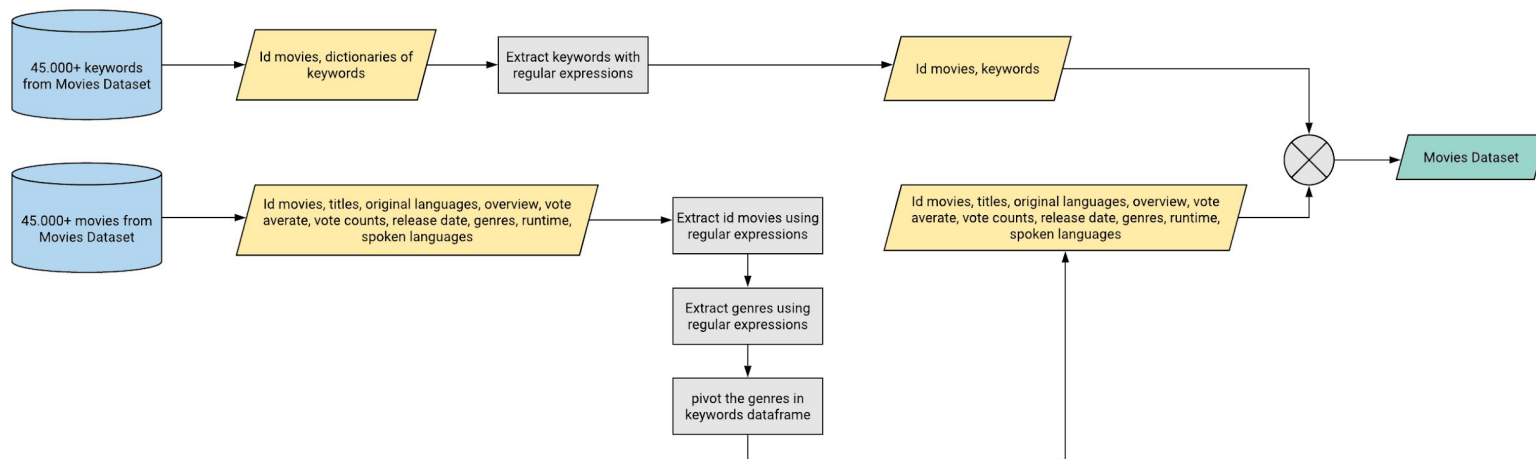 45.000+ keywords
from Movies Dataset
Id movies, dictionaries of
keywords
Extract keywords with
regular expressions
Id movies, keywords
Movies Dataset
45.000+ movies from
Movies Dataset
Id movies, titles, original languages, overview, vote
averate, vote counts, release date, genres, runtime,
spoken languages
Extract id movies using
regular expressions
Extract genres using
regular expressions
pivot the genres in
keywords dataframe
Id movies, titles, original languages, overview, vote
averate, vote counts, release date, genres, runtime,
spoken languages